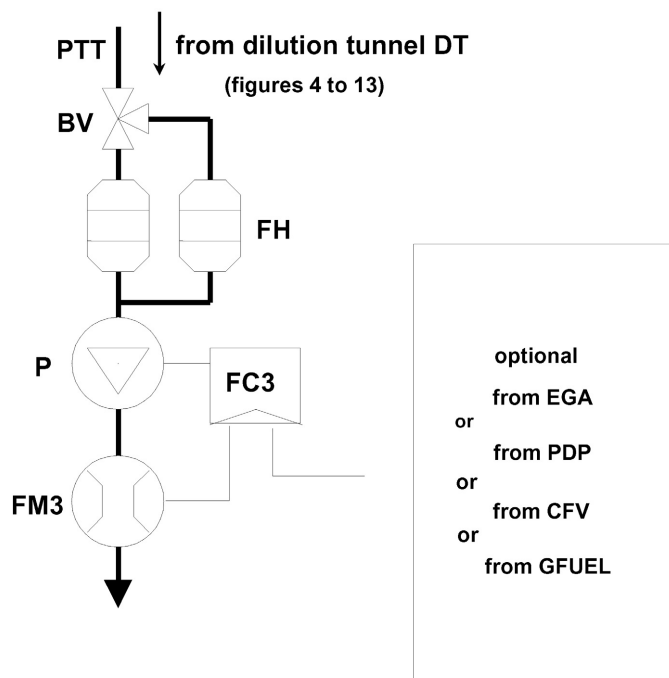 from dilution tunnel DT
PTT
(figures 4 to 13)
BV
FH
P
FC3
FM3
optional
from EGA
or
from PDP
or
from CFV
or
from GFUEL